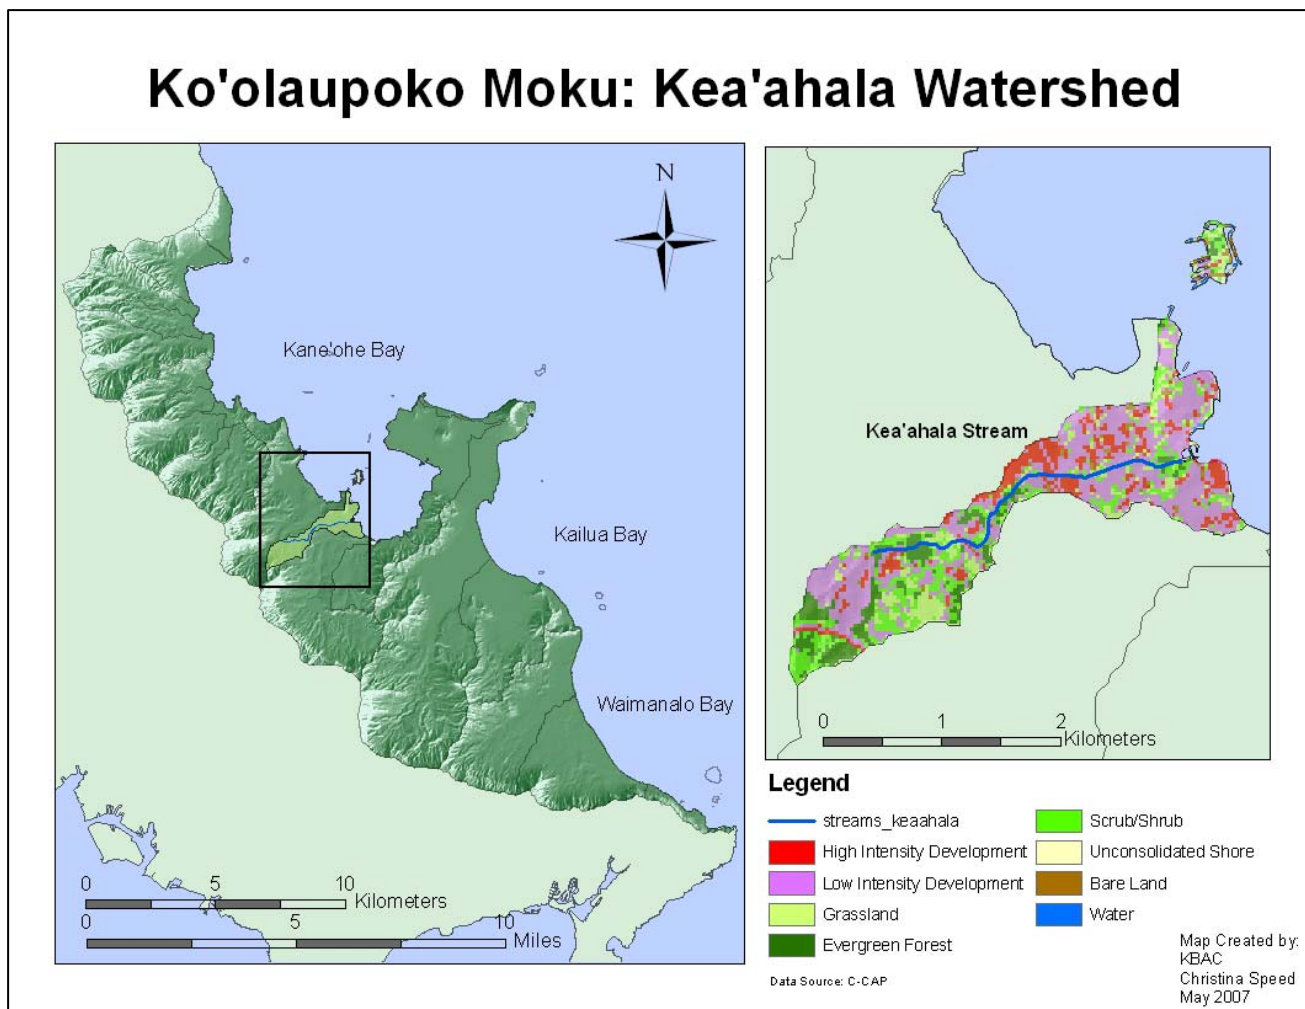 Ko'olaupoko Moku: Kea'ahala Watershed
N
Kane'ohe Bay
Kailua Bay
Waimanalo Bay
0 5 10
Kilometers
0 5 10
Miles
Kea'ahala Stream
0 1 2
Kilometers
Legend
streams_keaahala
High Intensity Development
Low Intensity Development
Grassland
Evergreen Forest
Scrub/Shrub
Unconsolidated Shore
Bare Land
Water
Data Source: C-CAP
Map Created by:
KBAC
Christina Speed
May 2007